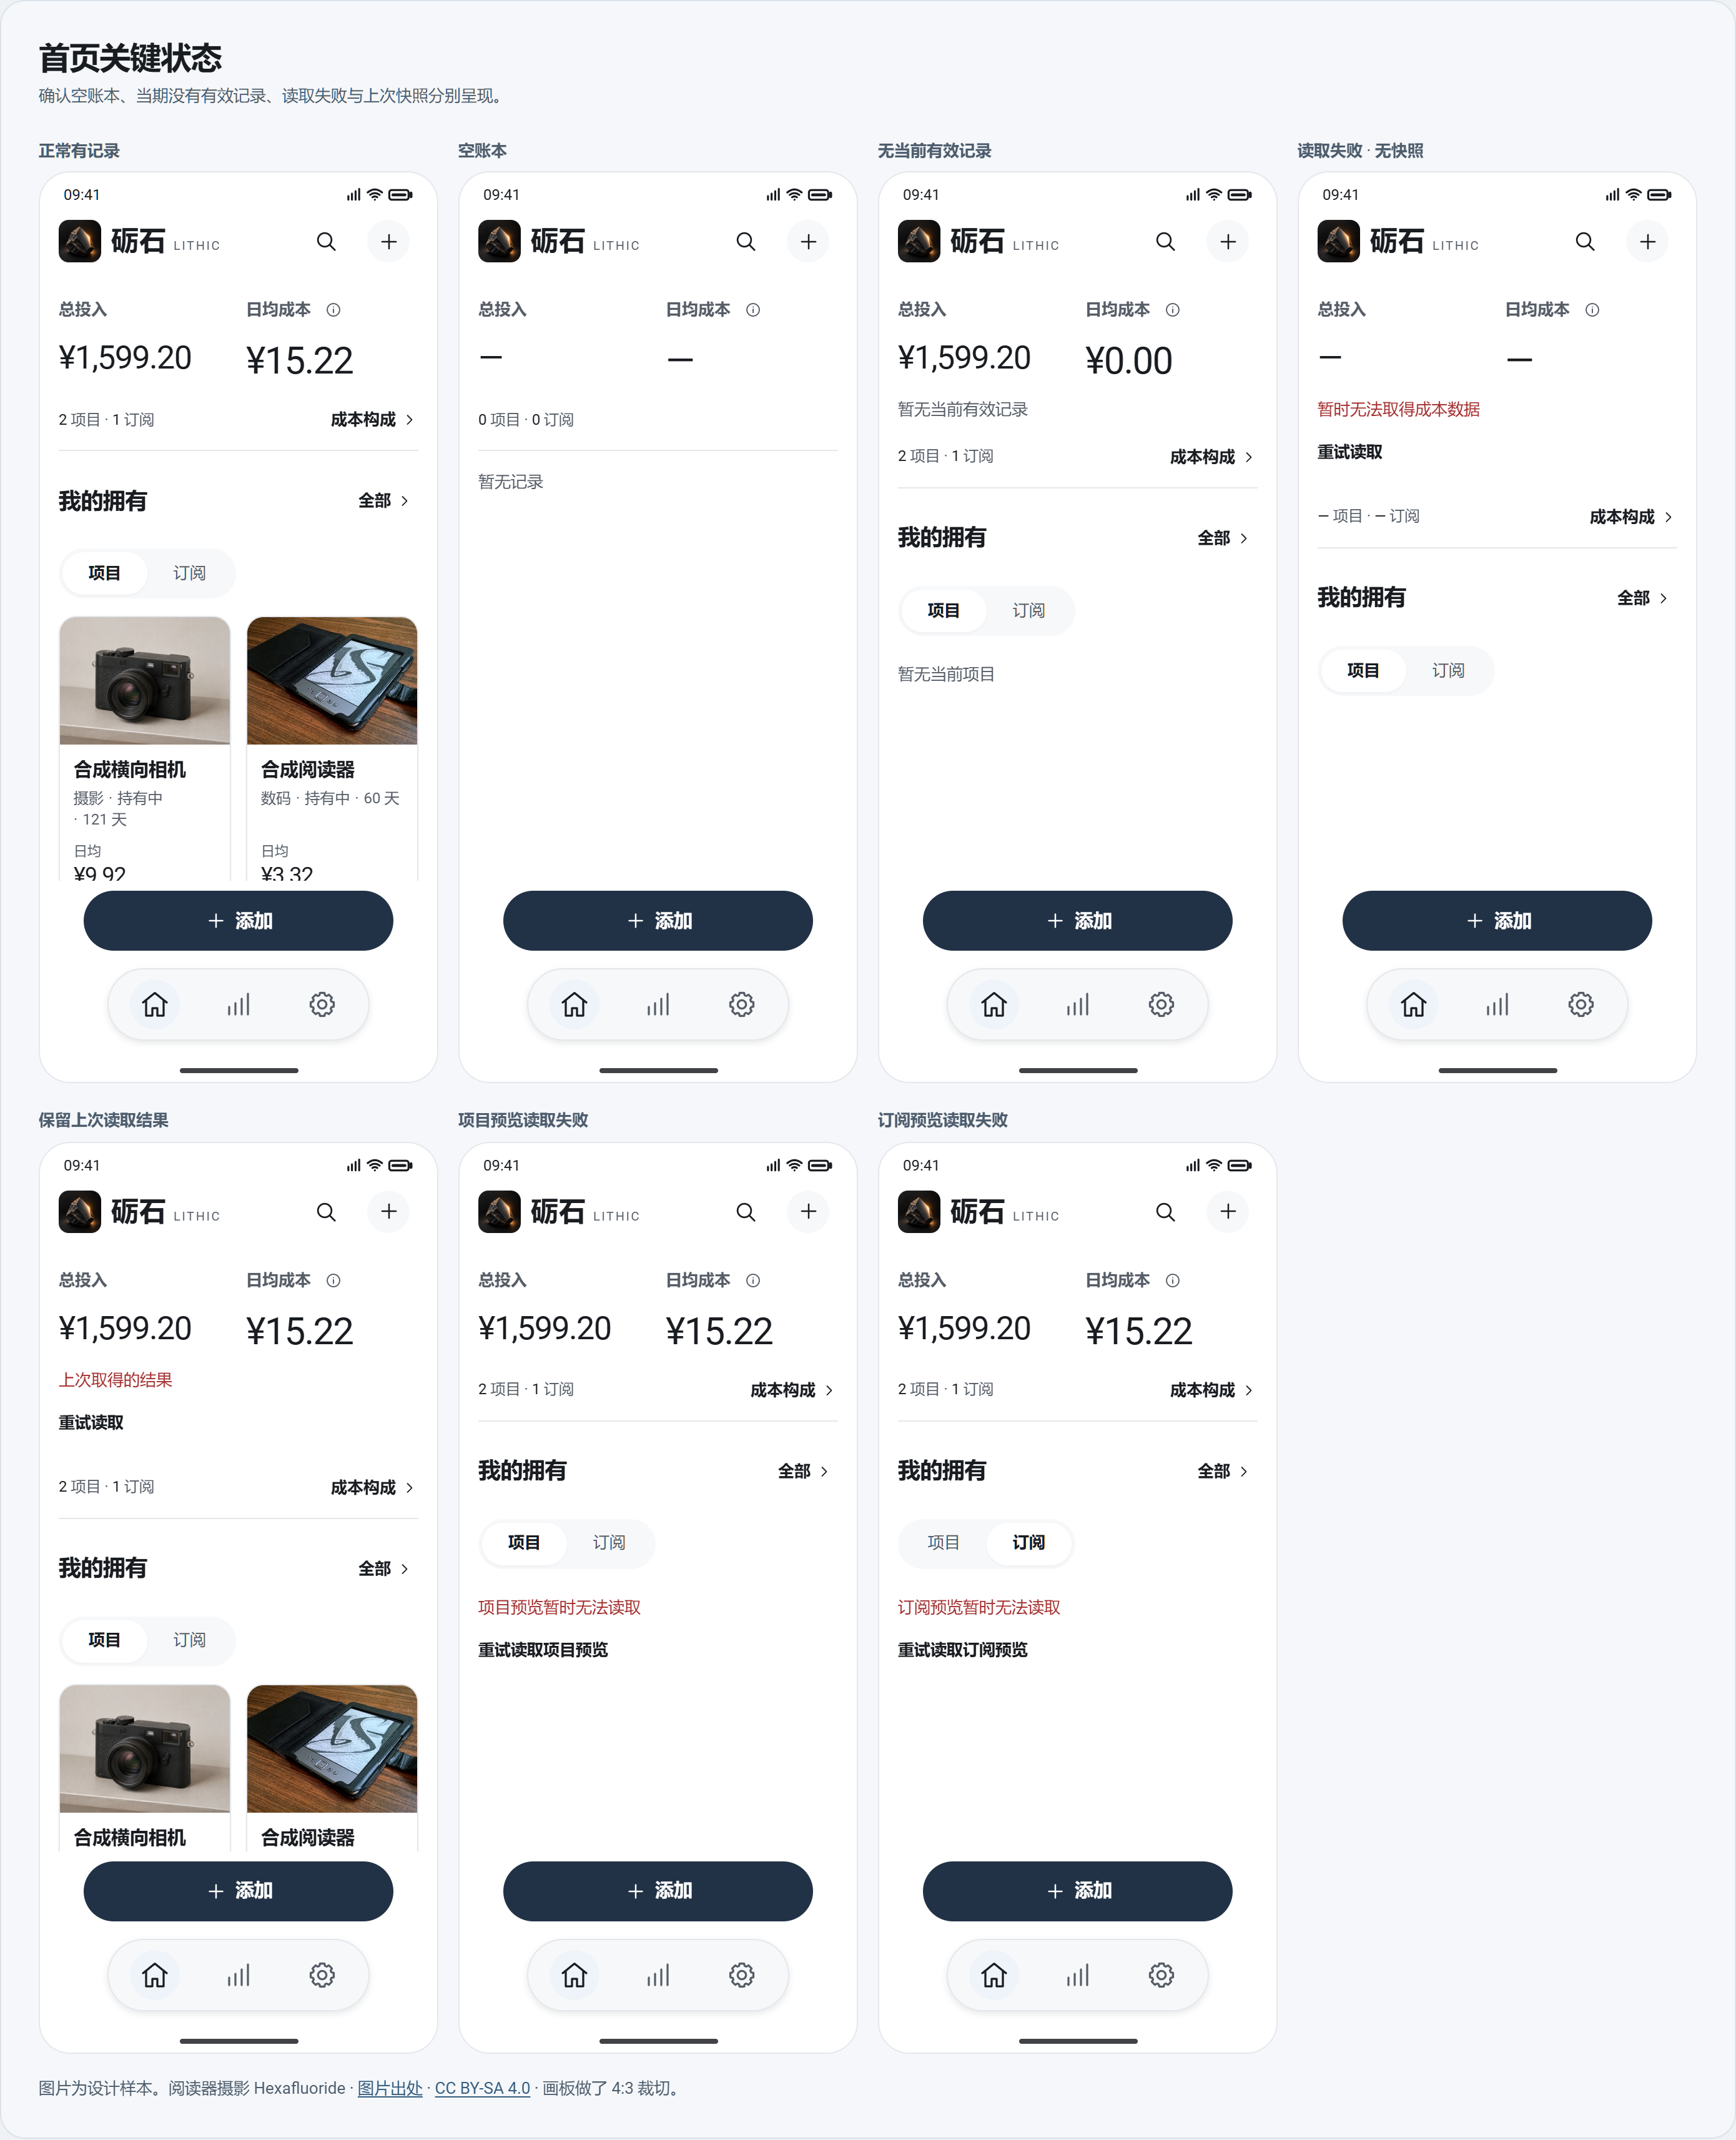 首页关键状态
确认空账本、当期没有有效记录、读取失败与上次快照分别呈现。
正常有记录
09:41
砺石 LITHIC
总投入 日均成本
¥1,599.20 ¥15.22
2 项目 · 1 订阅 成本构成
我的拥有 全部
项目 订阅
合成横向相机 合成阅读器
摄影 · 持有中 数码 · 持有中 · 60 天
· 121 天
日均 日均
¥9.92 ¥3.32
+ 添加
空账本
09:41
砺石 LITHIC
总投入 日均成本
— —
0 项目 · 0 订阅
暂无记录
+ 添加
无当前有效记录
09:41
砺石 LITHIC
总投入 日均成本
¥1,599.20 ¥0.00
暂无当前有效记录
2 项目 · 1 订阅 成本构成
我的拥有 全部
项目 订阅
暂无当前项目
+ 添加
读取失败 · 无快照
09:41
砺石 LITHIC
总投入 日均成本
— —
暂时无法取得成本数据
重试读取
— 项目 · — 订阅 成本构成
我的拥有 全部
项目 订阅
+ 添加
保留上次读取结果
09:41
砺石 LITHIC
总投入 日均成本
¥1,599.20 ¥15.22
上次取得的结果
重试读取
2 项目 · 1 订阅 成本构成
我的拥有 全部
项目 订阅
合成横向相机 合成阅读器
+ 添加
项目预览读取失败
09:41
砺石 LITHIC
总投入 日均成本
¥1,599.20 ¥15.22
2 项目 · 1 订阅 成本构成
我的拥有 全部
项目 订阅
项目预览暂时无法读取
重试读取项目预览
+ 添加
订阅预览读取失败
09:41
砺石 LITHIC
总投入 日均成本
¥1,599.20 ¥15.22
2 项目 · 1 订阅 成本构成
我的拥有 全部
项目 订阅
订阅预览暂时无法读取
重试读取订阅预览
+ 添加
图片为设计样本。阅读器摄影 Hexafluoride · 图片出处 · CC BY-SA 4.0 · 画板做了 4:3 裁切。